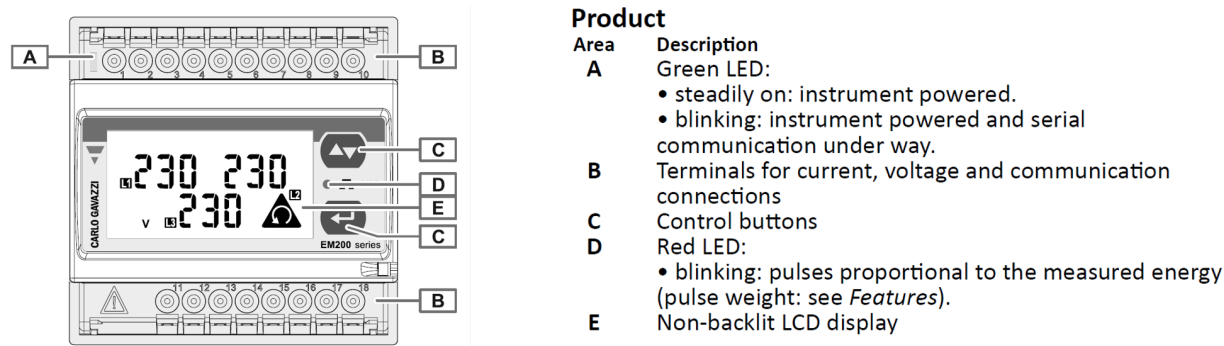 A
B
1 2 3 4 5 6 7 8 9 10
C
D
E
C
B
CARLO GAVAZZI
L1 230 230 L2
V L3 230
EM200 series
11 12 13 14 15 16 17 18
Product
Area Description
A Green LED:
• steadily on: instrument powered.
• blinking: instrument powered and serial
communication under way.
B Terminals for current, voltage and communication
connections
C Control buttons
D Red LED:
• blinking: pulses proportional to the measured energy
(pulse weight: see Features).
E Non-backlit LCD display